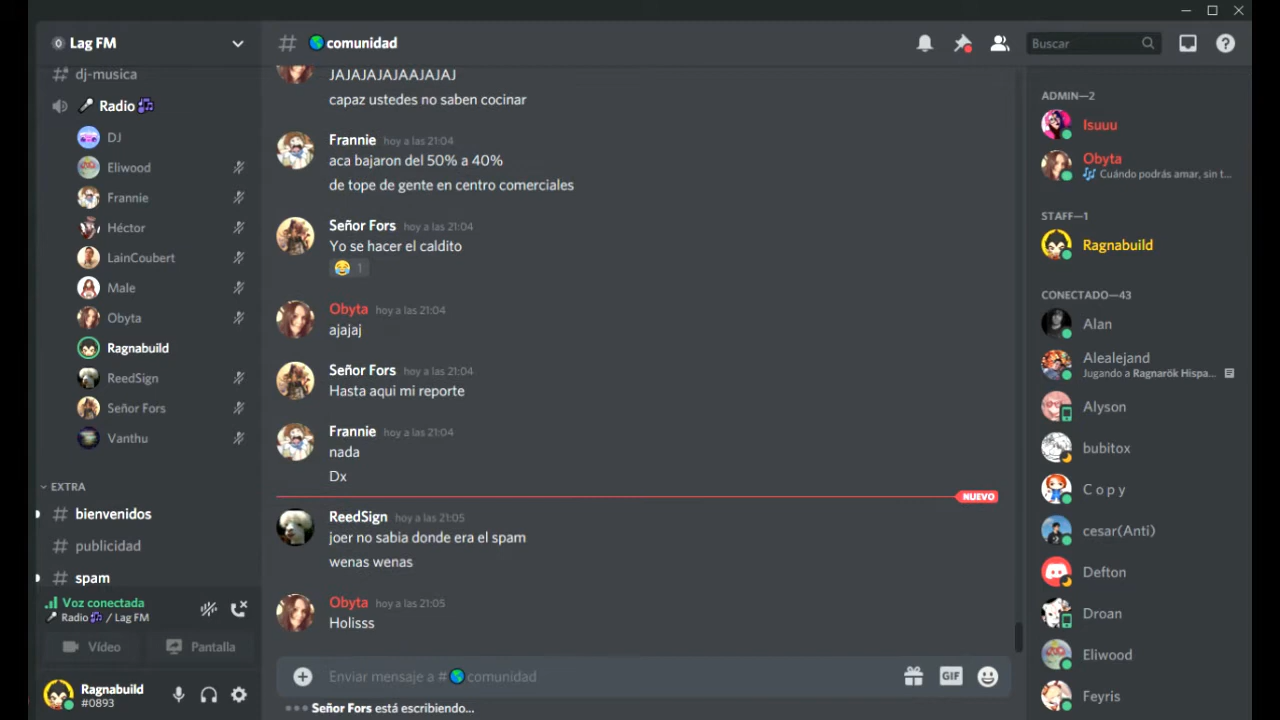 Lag FM
dj-musica
Radio
DJ
Eliwood
Frannie
Héctor
LainCoubert
Male
Obyta
Ragnabuild
ReedSign
Señor Fors
Vanthu
EXTRA
# bienvenidos
# publicidad
# spam
Voz conectada
Radio / Lag FM
Vídeo
Pantalla
Ragnabuild
#0893
# comunidad
Buscar
JAJAJAJAJAAJAJAJ
capaz ustedes no saben cocinar
Frannie hoy a las 21:04
aca bajaron del 50% a 40%
de tope de gente en centro comerciales
Señor Fors hoy a las 21:04
Yo se hacer el caldito
1
Obyta hoy a las 21:04
ajajaj
Señor Fors hoy a las 21:04
Hasta aqui mi reporte
Frannie hoy a las 21:04
nada
Dx
NUEVO
ReedSign hoy a las 21:05
joer no sabia donde era el spam
wenas wenas
Obyta hoy a las 21:05
Holisss
Enviar mensaje a # comunidad
GIF
Señor Fors está escribiendo...
ADMIN—2
Isuuu
Obyta
Cuándo podrás amar, sin t...
STAFF—1
Ragnabuild
CONECTADO—43
Alan
Alealejand
Jugando a Ragnarök Hispa...
Alyson
bubitox
C o p y
cesar(Anti)
Defton
Droan
Eliwood
Feyris